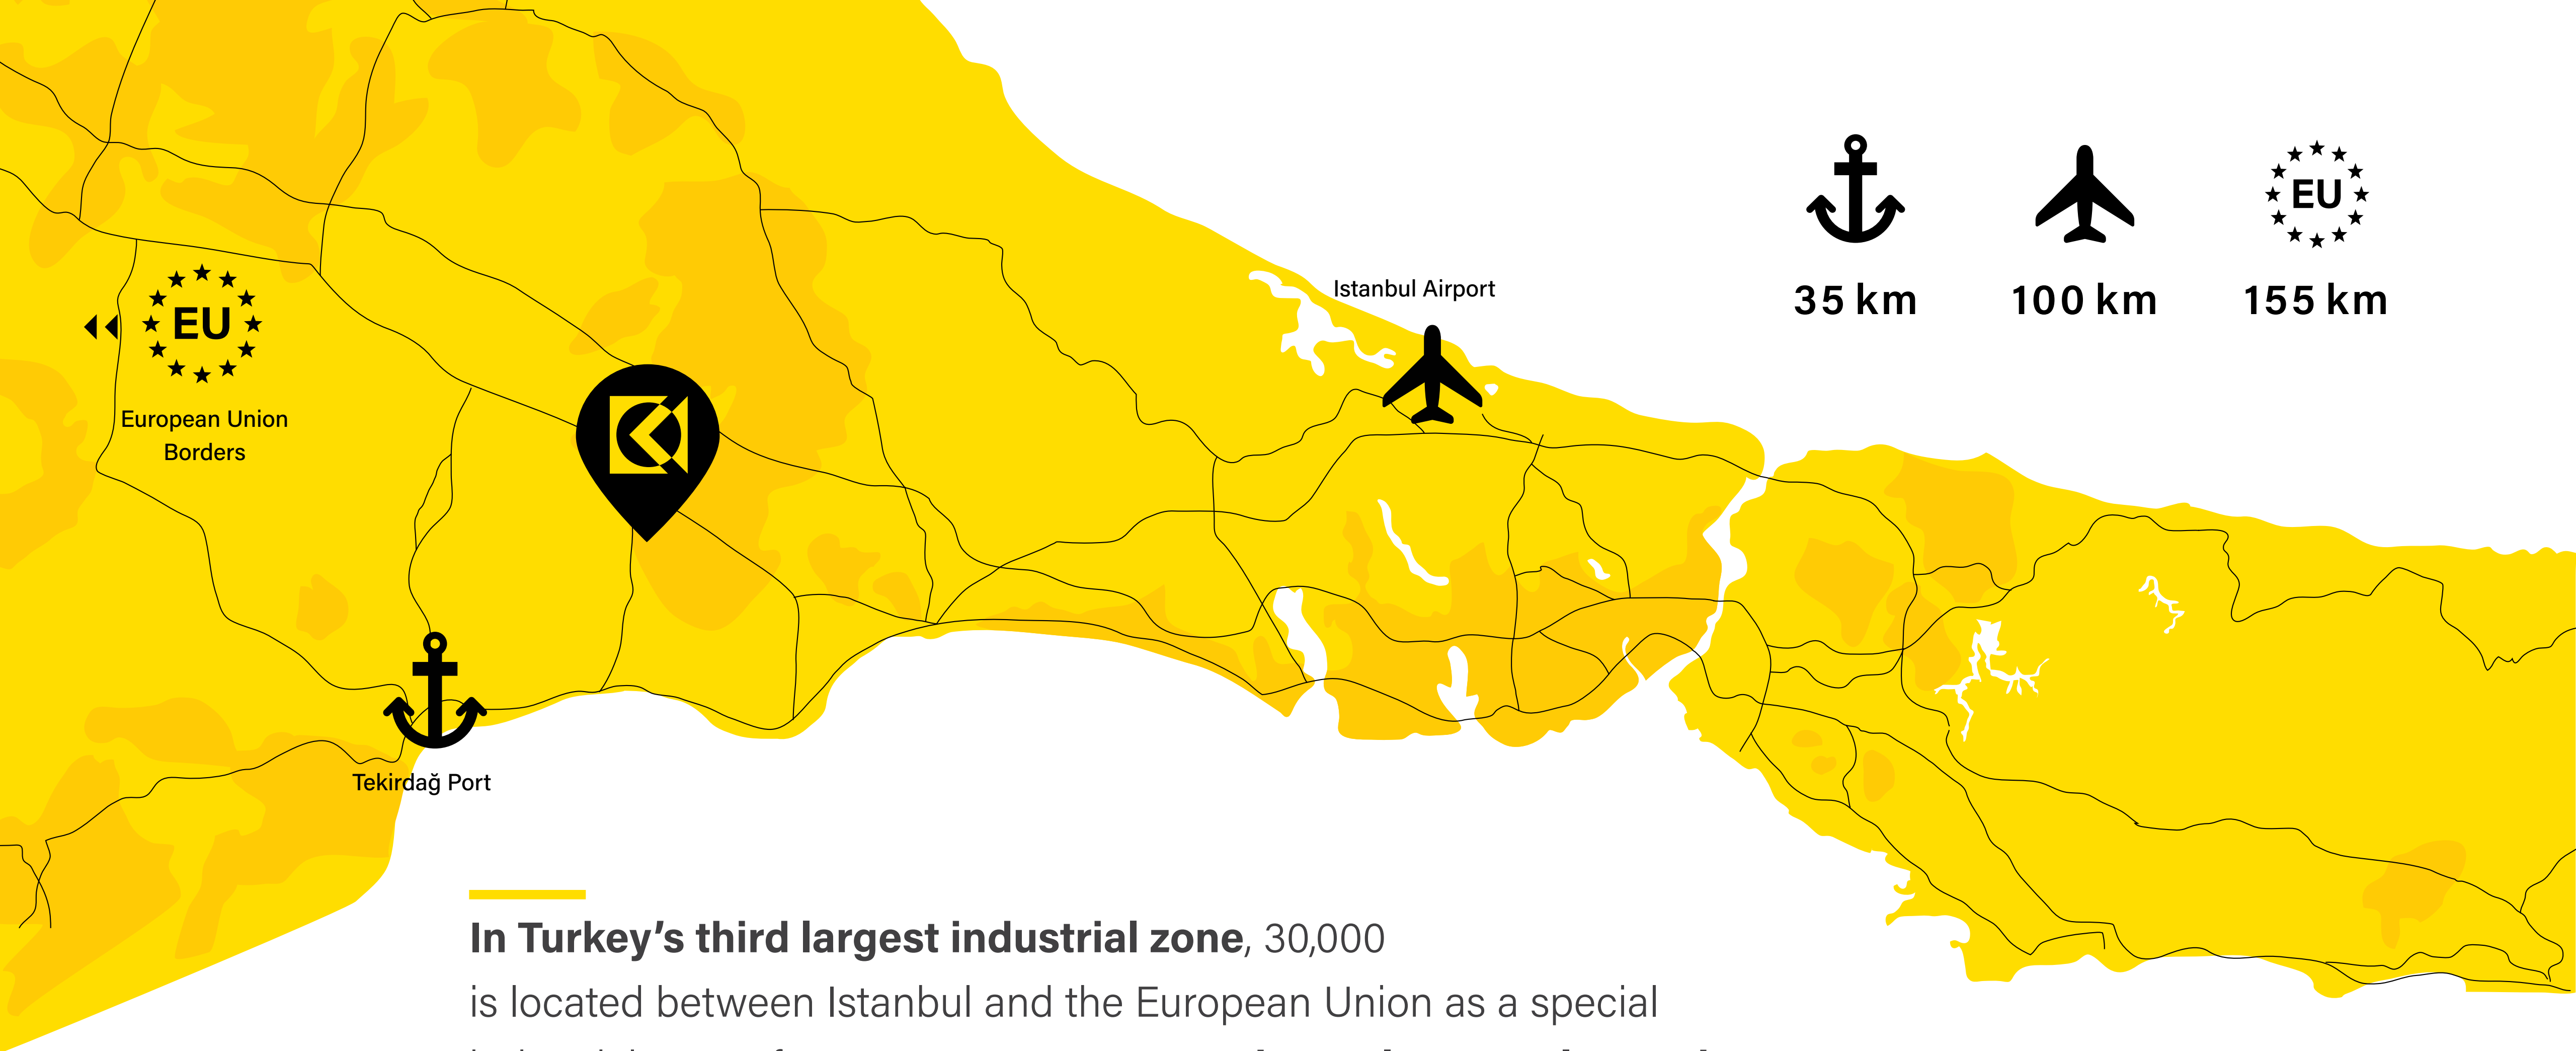 Istanbul Airport
35 km
100 km
EU
155 km
EU
European Union
Borders
Tekirdağ Port
In Turkey’s third largest industrial zone, 30,000
is located between Istanbul and the European Union as a special